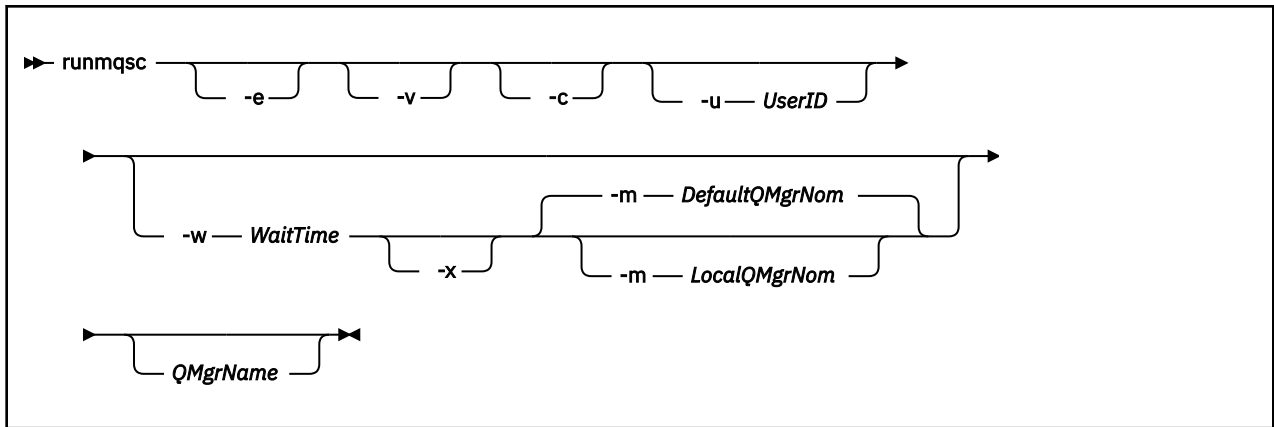 runmqsc -e -v -c -u UserID
-m DefaultQMgrNom
-w WaitTime -x -m LocalQMgrNom
QMgrName